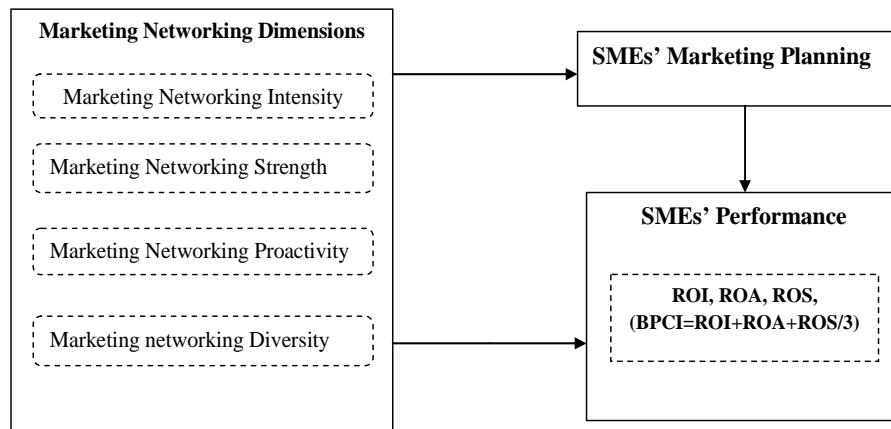 Marketing Networking Dimensions
Marketing Networking Intensity
Marketing Networking Strength
Marketing Networking Proactivity
Marketing networking Diversity
SMEs’ Marketing Planning
SMEs’ Performance
ROI, ROA, ROS,
(BPCI=ROI+ROA+ROS/3)